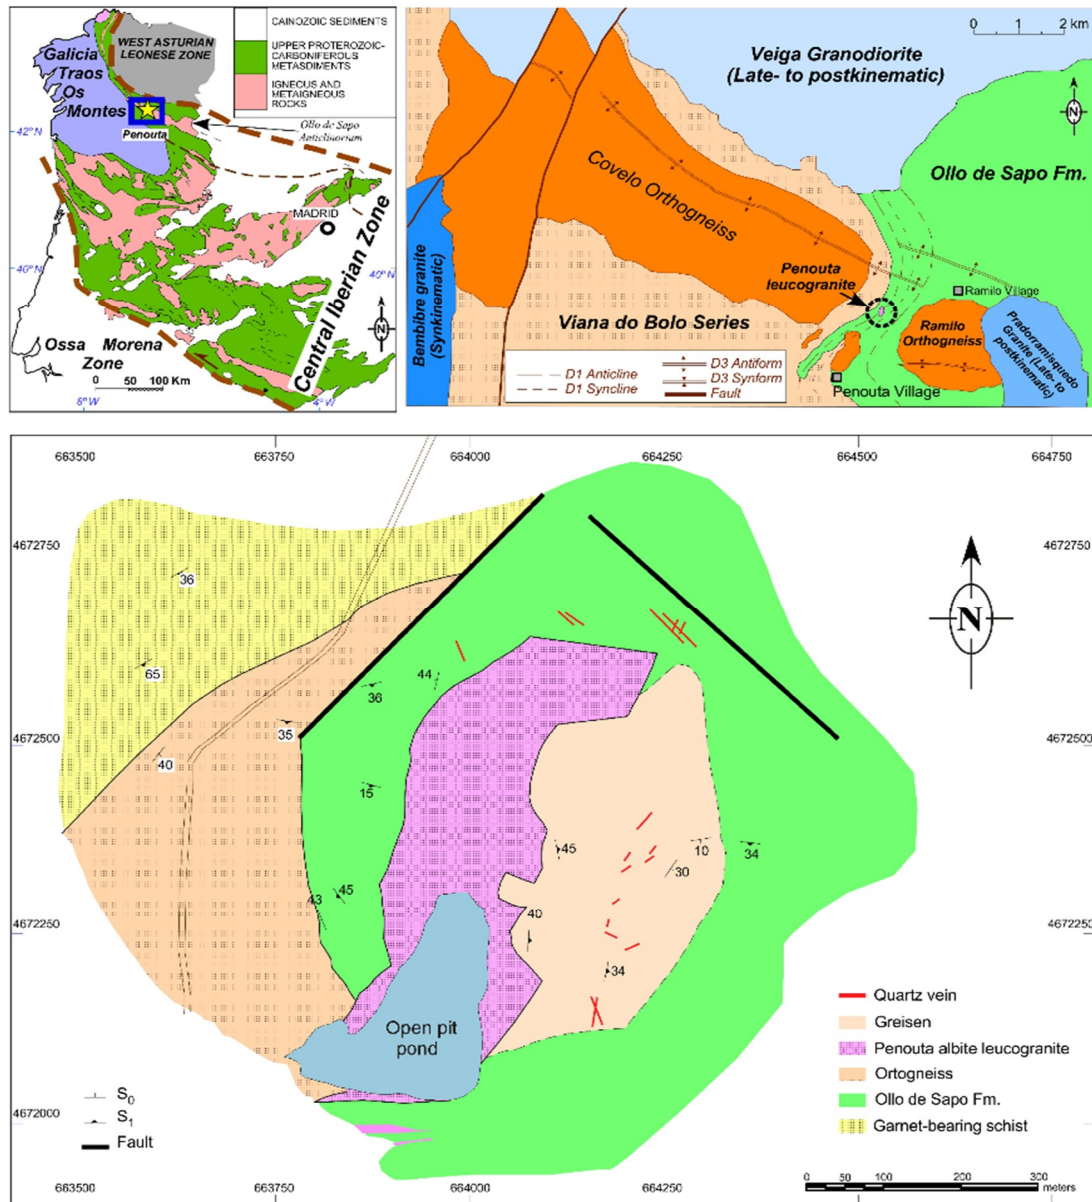 CAINOZOIC SEDIMENTS
UPPER PROTEROZOIC-
CARBONIFEROUS
METASDIMENTS
IGNEOUS AND
METAIGNEOUS
ROCKS
WEST ASTURIAN
LEONESE ZONE
Galicia
Traos
Os
Montes
42° N
Penouta
Ollo de Sapo
Anticlinorium
MADRID
40° N
40° N
Central Iberian Zone
Ossa Morena
Zone
0 50 100 Km
N
8° W
4° W
0 1 2 km
Veiga Granodiorite
(Late- to postkinematic)
N
Ollo de Sapo Fm.
Covelo Orthogneiss
Penouta
leucogranite
Ramilo Village
Bembibre granite
(Synkinematic)
Viana do Bolo Series
Ramilo
Orthogneiss
Pradorramisquedo
Granite (Late- to
postkinematic)
D1 Anticline
D1 Syncline
D3 Antiform
D3 Synform
Fault
Penouta Village
663500 663750 664000 664250 664500 664750
4672750 4672750
36
N
65
44
36
35
40
4672500 4672500
15
45
10
34
30
45
43
40
4672250 4672250
34
Open pit
pond
Quartz vein
Greisen
Penouta albite leucogranite
Ortogneiss
Ollo de Sapo Fm.
Garnet-bearing schist
S0
S1
Fault
4672000 4672000
0 50 100 200 300
meters
663500 663750 664000 664250 664500